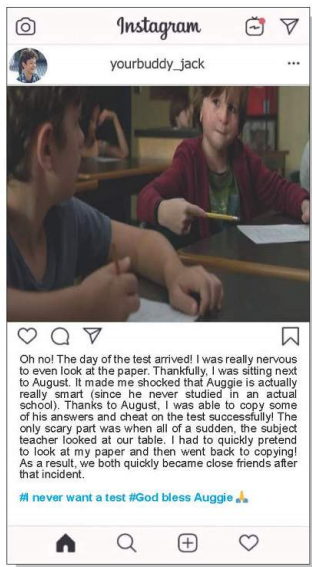 Instagram
yourbuddy_jack
Oh no! The day of the test arrived! I was really nervous
to even look at the paper. Thankfully, I was sitting next
to August. It made me shocked that Auggie is actually
really smart (since he never studied in an actual
school). Thanks to August, I was able to copy some
of his answers and cheat on the test successfully! The
only scary part was when all of a sudden, the subject
teacher looked at our table. I had to quickly pretend
to look at my paper and then went back to copying!
As a result, we both quickly became close friends after
that incident.
#I never want a test #God bless Auggie🙏